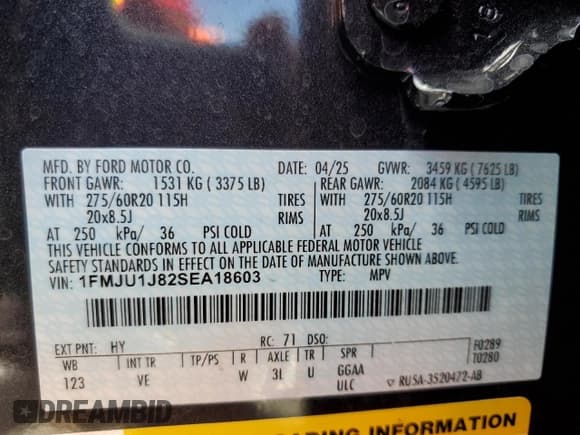 MFD. BY FORD MOTOR CO.
DATE: 04/25 GVWR: 3459 KG ( 7625 LB)
FRONT GAWR: 1531 KG ( 3375 LB)
REAR GAWR: 2084 KG ( 4595 LB)
WITH 275/60R20 115H TIRES
WITH 275/60R20 115H TIRES
20x8.5J RIMS
20x8.5J RIMS
AT 250 kPa/ 36 PSI COLD
AT 250 kPa/ 36 PSI COLD
THIS VEHICLE CONFORMS TO ALL APPLICABLE FEDERAL MOTOR VEHICLE
SAFETY STANDARDS IN EFFECT ON THE DATE OF MANUFACTURE SHOWN ABOVE.
VIN: 1FMJU1J82SEA18603 TYPE: MPV
EXT PNT: HY RC: 71 DSO: F0289
WB INT TR TP/PS R AXLE TR SPR T0280
123 VE W 3L U GGAA
ULC ▽ RUSA-3520472-AB
DREAMBID
LOADING INFORMATION